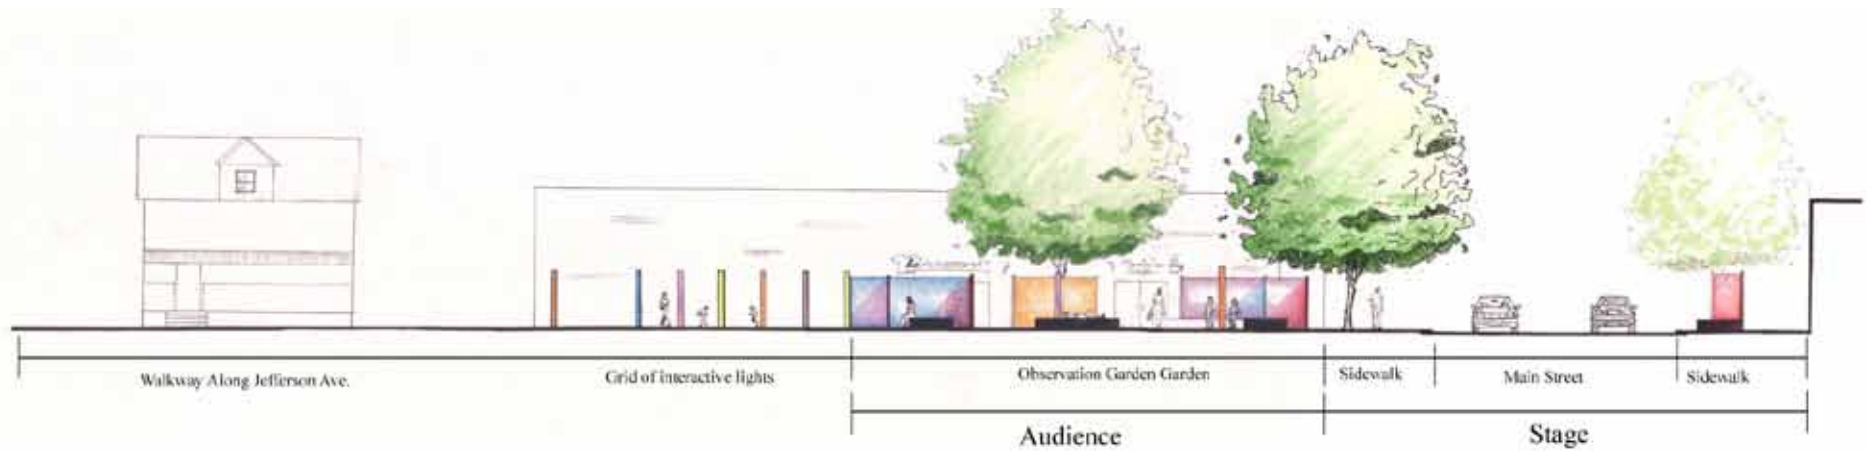 Walkway Along Jefferson Ave.
Grid of interactive lights
Observation Garden Garden
Sidewalk
Main Street
Sidewalk
Audience
Stage